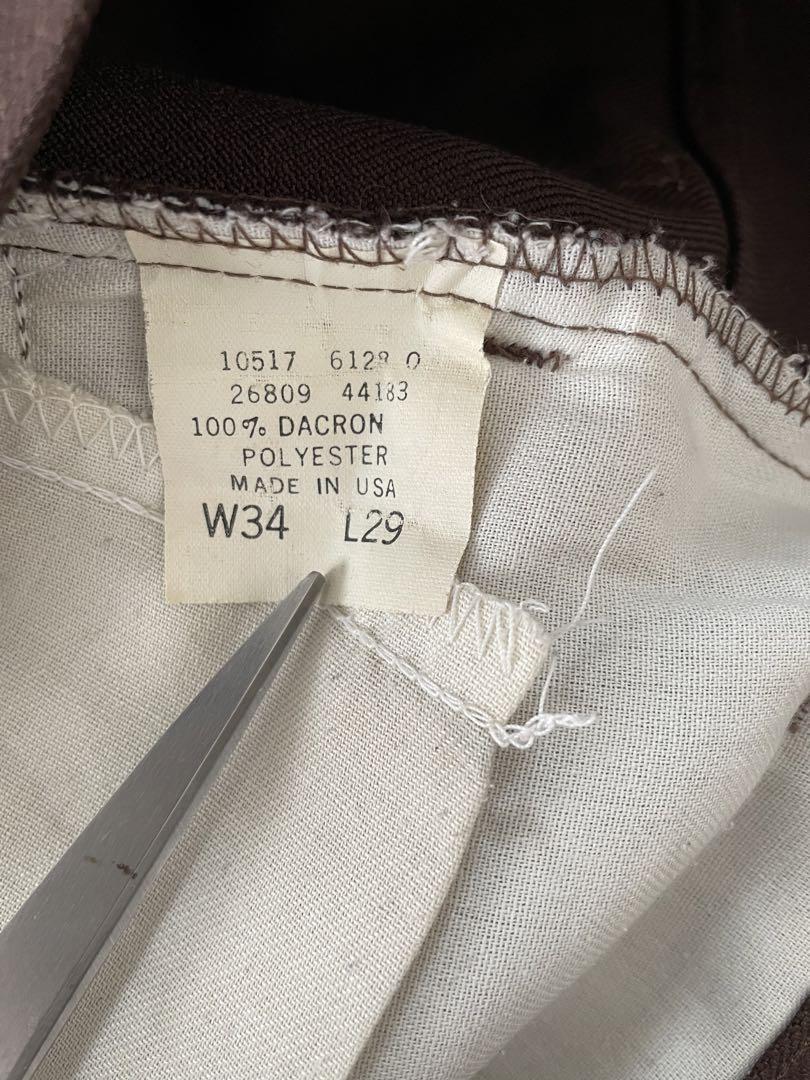 10517 6128 0
26809 44183
100% DACRON
POLYESTER
MADE IN USA
W34 L29